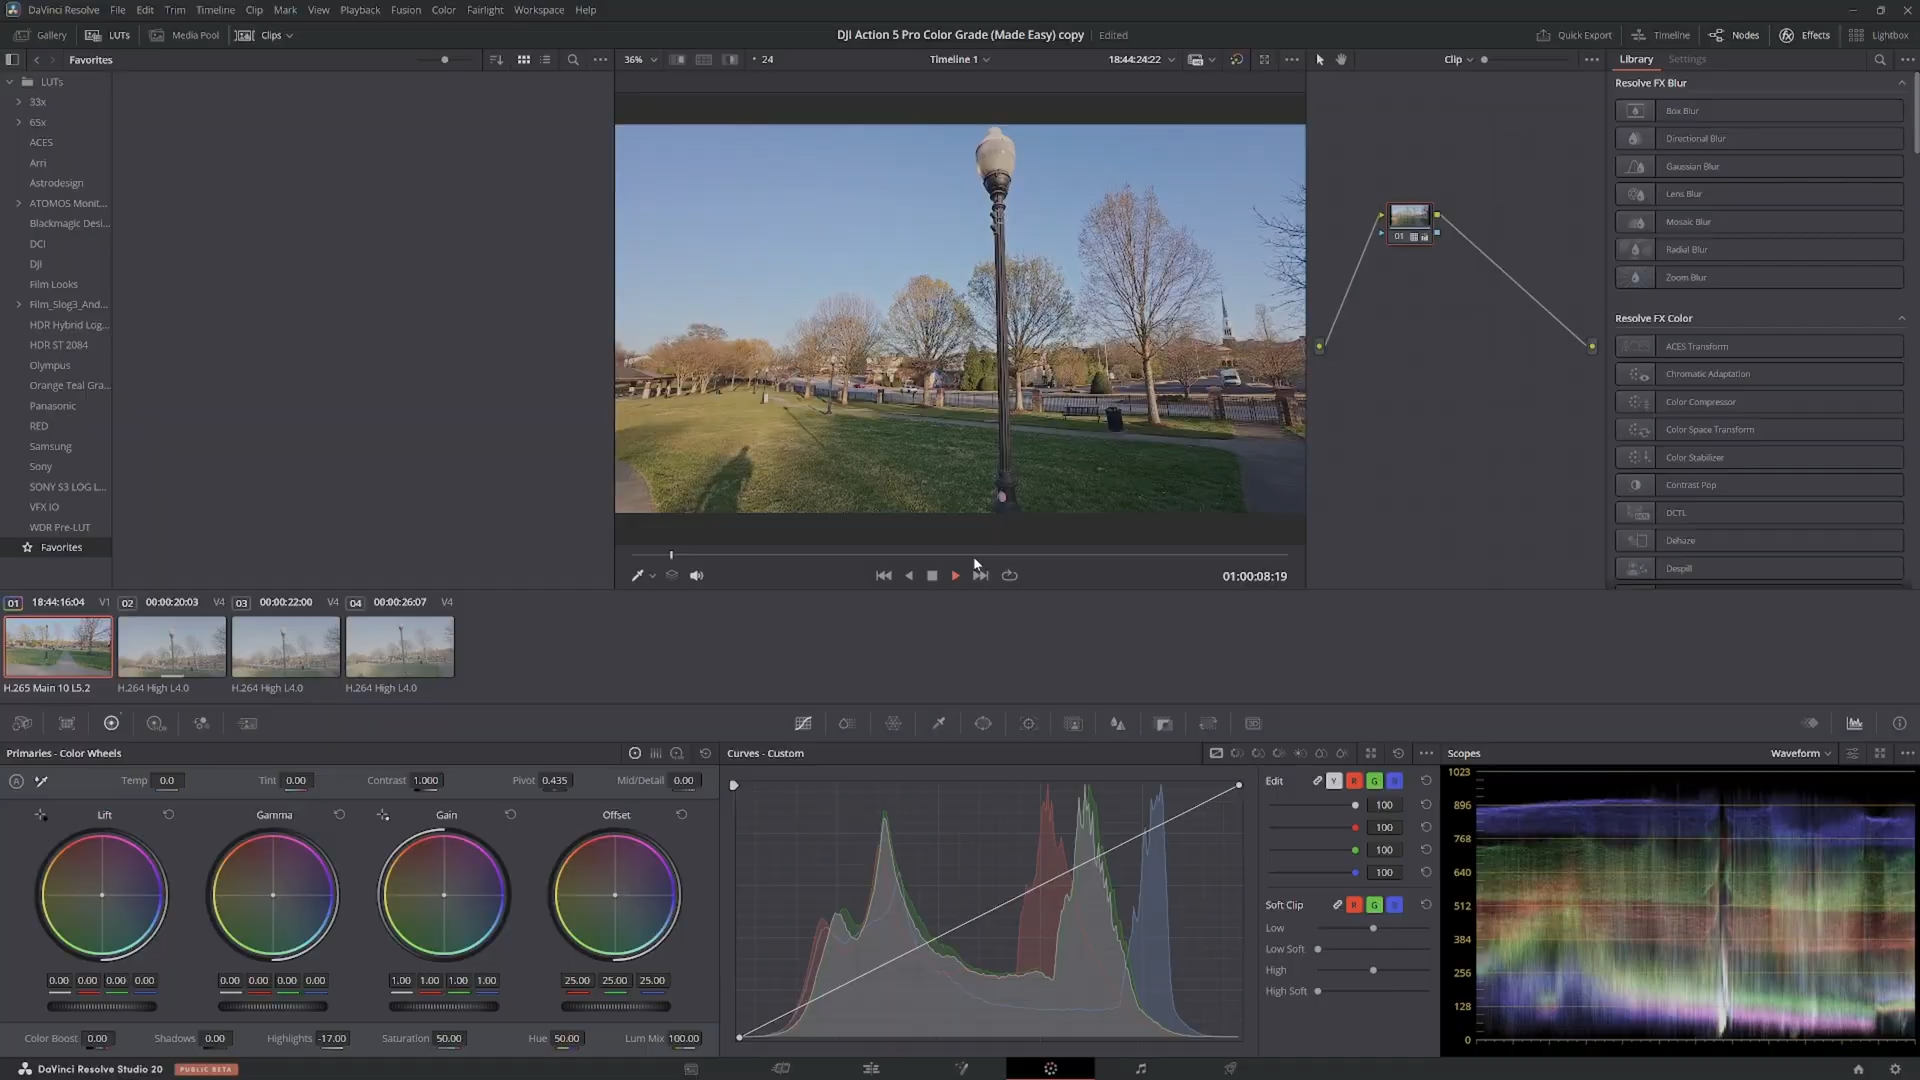 DaVinci Resolve File Edit Trim Timeline Clip Mark View Playback Fusion Color Fairlight Workspace Help
Gallery LUTs Media Pool Clips DJI Action 5 Pro Color Grade (Made Easy) copy Edited Quick Export Timeline Nodes Effects Lightbox
Favorites 36% 24 Timeline 1 18:44:24:22 Clip Library Settings
LUTs
33x
65x
ACES
Arri
Astrodesign
ATOMOS Monit...
Blackmagic Desi...
DCI
DJI
Film Looks
Film_Slog3_And...
HDR Hybrid Log...
HDR ST 2084
Olympus
Orange Teal Gra...
Panasonic
RED
Samsung
Sony
SONY S3 LOG L...
VFX IO
WDR Pre-LUT
Favorites
01
01:00:08:19
Resolve FX Blur
Box Blur
Directional Blur
Gaussian Blur
Lens Blur
Mosaic Blur
Radial Blur
Zoom Blur
Resolve FX Color
ACES Transform
Chromatic Adaptation
Color Compressor
Color Space Transform
Color Stabilizer
Contrast Pop
DCTL
Dehaze
Despill
01 18:44:16:04 V1 02 00:00:20:03 V4 03 00:00:22:00 V4 04 00:00:26:07 V4
H.265 Main 10 L5.2 H.264 High L4.0 H.264 High L4.0 H.264 High L4.0
Primaries - Color Wheels
Temp 0.0 Tint 0.00 Contrast 1.000 Pivot 0.435 Mid/Detail 0.00
Lift Gamma Gain Offset
0.00 0.00 0.00 0.00 0.00 0.00 0.00 0.00 1.00 1.00 1.00 1.00 25.00 25.00 25.00
Color Boost 0.00 Shadows 0.00 Highlights -17.00 Saturation 50.00 Hue 50.00 Lum Mix 100.00
Curves - Custom
Edit Y R G B
100
100
100
100
Soft Clip R G B
Low
Low Soft
High
High Soft
Scopes Waveform
1023
896
768
640
512
384
256
128
0
DaVinci Resolve Studio 20 PUBLIC BETA